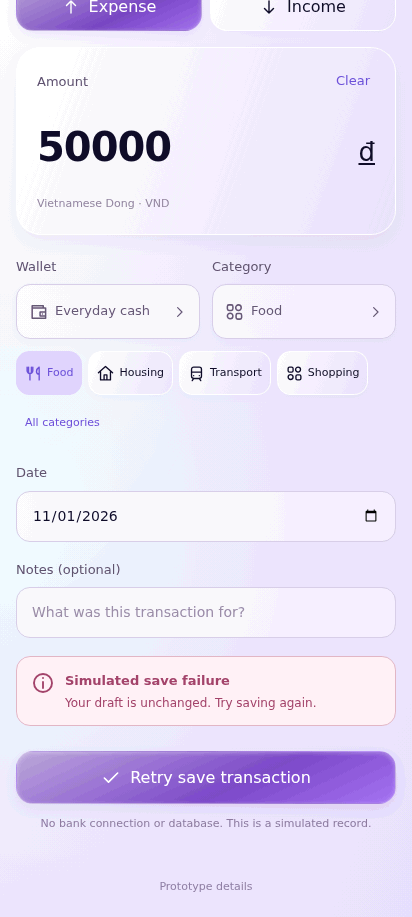 Expense
Income
Amount
Clear
50000
₫
Vietnamese Dong · VND
Wallet
Category
Everyday cash
Food
Food
Housing
Transport
Shopping
All categories
Date
11/01/2026
Notes (optional)
What was this transaction for?
Simulated save failure
Your draft is unchanged. Try saving again.
Retry save transaction
No bank connection or database. This is a simulated record.
Prototype details